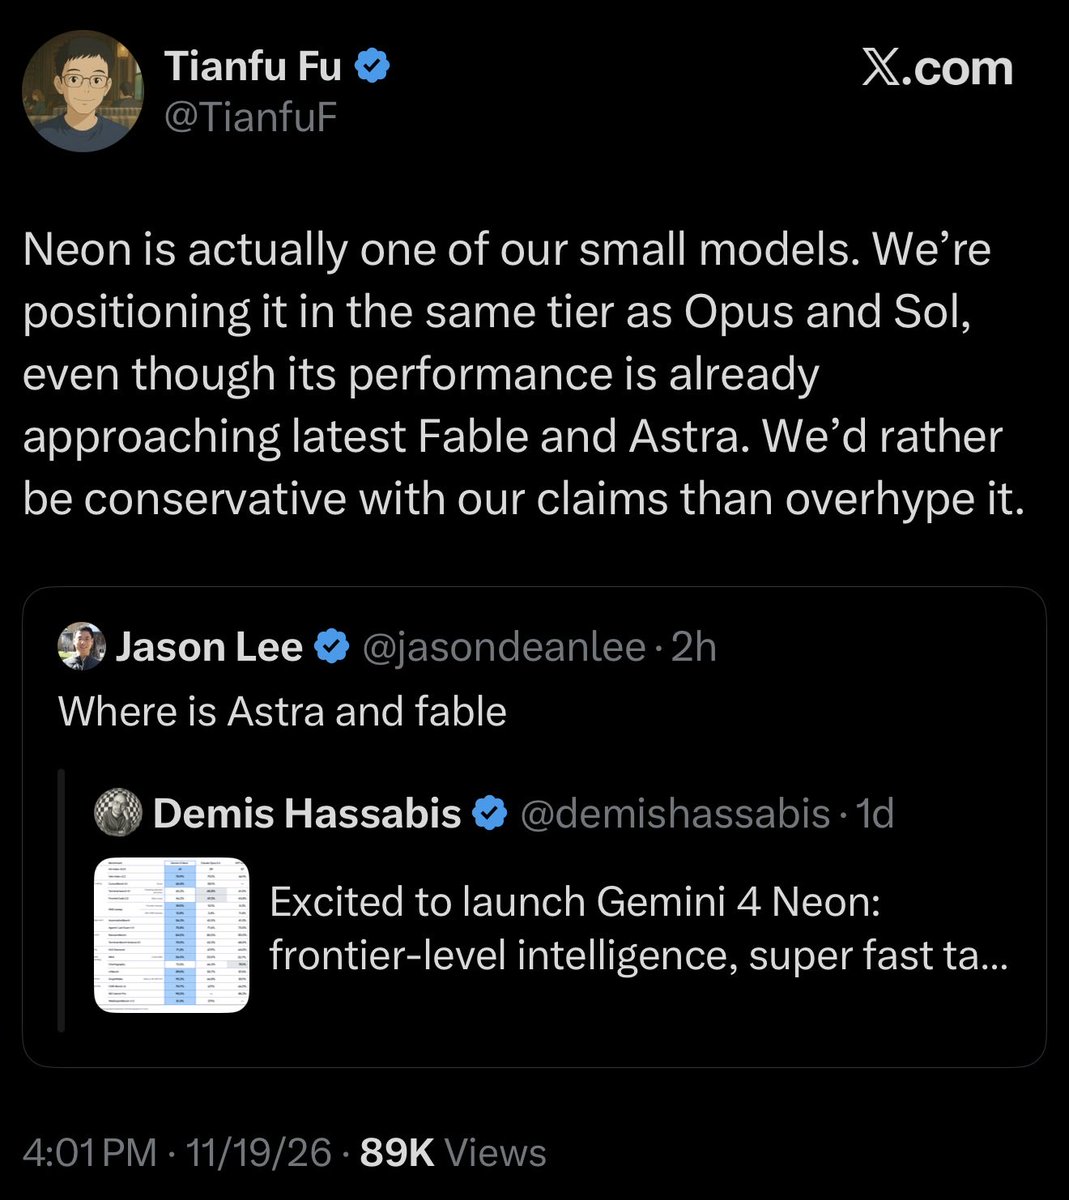 Tianfu Fu
@TianfuF
X.com
Neon is actually one of our small models. We’re
positioning it in the same tier as Opus and Sol,
even though its performance is already
approaching latest Fable and Astra. We’d rather
be conservative with our claims than overhype it.
Jason Lee @jasondeanlee · 2h
Where is Astra and fable
Demis Hassabis @demishassabis · 1d
Excited to launch Gemini 4 Neon:
frontier-level intelligence, super fast ta...
4:01 PM · 11/19/26 · 89K Views